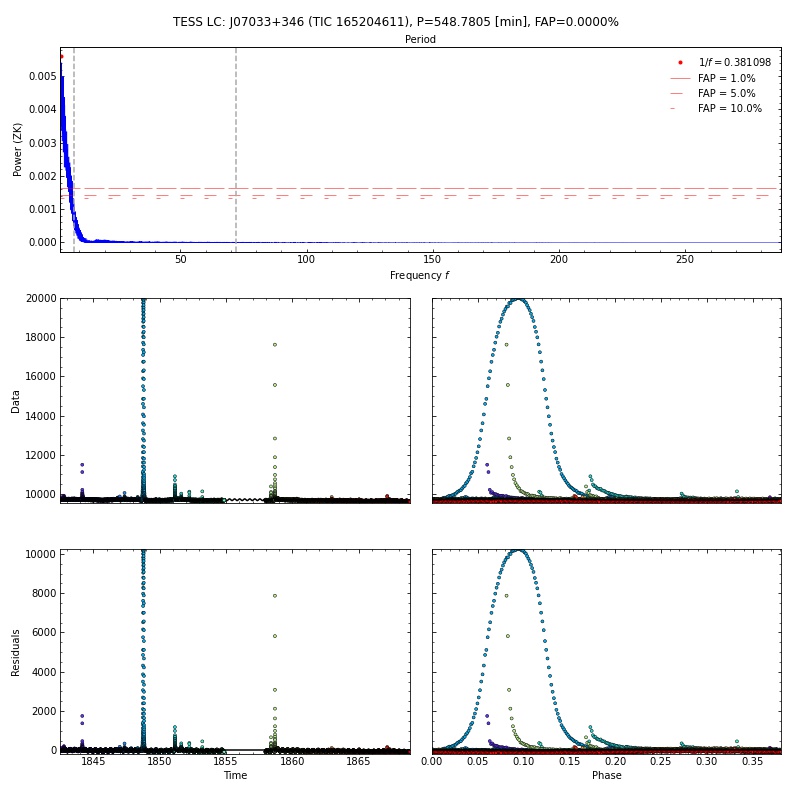 TESS LC: J07033+346 (TIC 165204611), P=548.7805 [min], FAP=0.0000%
Period
1/f = 0.381098
FAP = 1.0%
FAP = 5.0%
FAP = 10.0%
Power (ZK)
0.005
0.004
0.003
0.002
0.001
0.000
50 100 150 200 250
Frequency f
Data
20000
18000
16000
14000
12000
10000
Residuals
10000
8000
6000
4000
2000
0
1845 1850 1855 1860 1865
Time
0.00 0.05 0.10 0.15 0.20 0.25 0.30 0.35
Phase